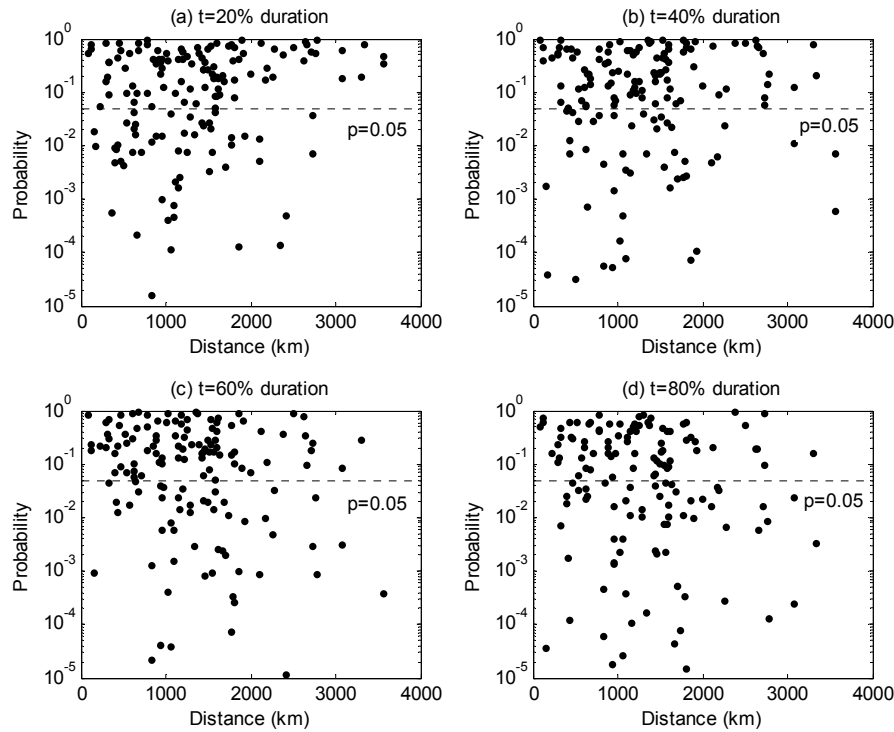 (a) t=20% duration
(b) t=40% duration
10^0
10^-1
10^-2
10^-3
10^-4
10^-5
Probability
p=0.05
0 1000 2000 3000 4000
Distance (km)
10^0
10^-1
10^-2
10^-3
10^-4
10^-5
Probability
p=0.05
0 1000 2000 3000 4000
Distance (km)
(c) t=60% duration
(d) t=80% duration
10^0
10^-1
10^-2
10^-3
10^-4
10^-5
Probability
p=0.05
0 1000 2000 3000 4000
Distance (km)
10^0
10^-1
10^-2
10^-3
10^-4
10^-5
Probability
p=0.05
0 1000 2000 3000 4000
Distance (km)